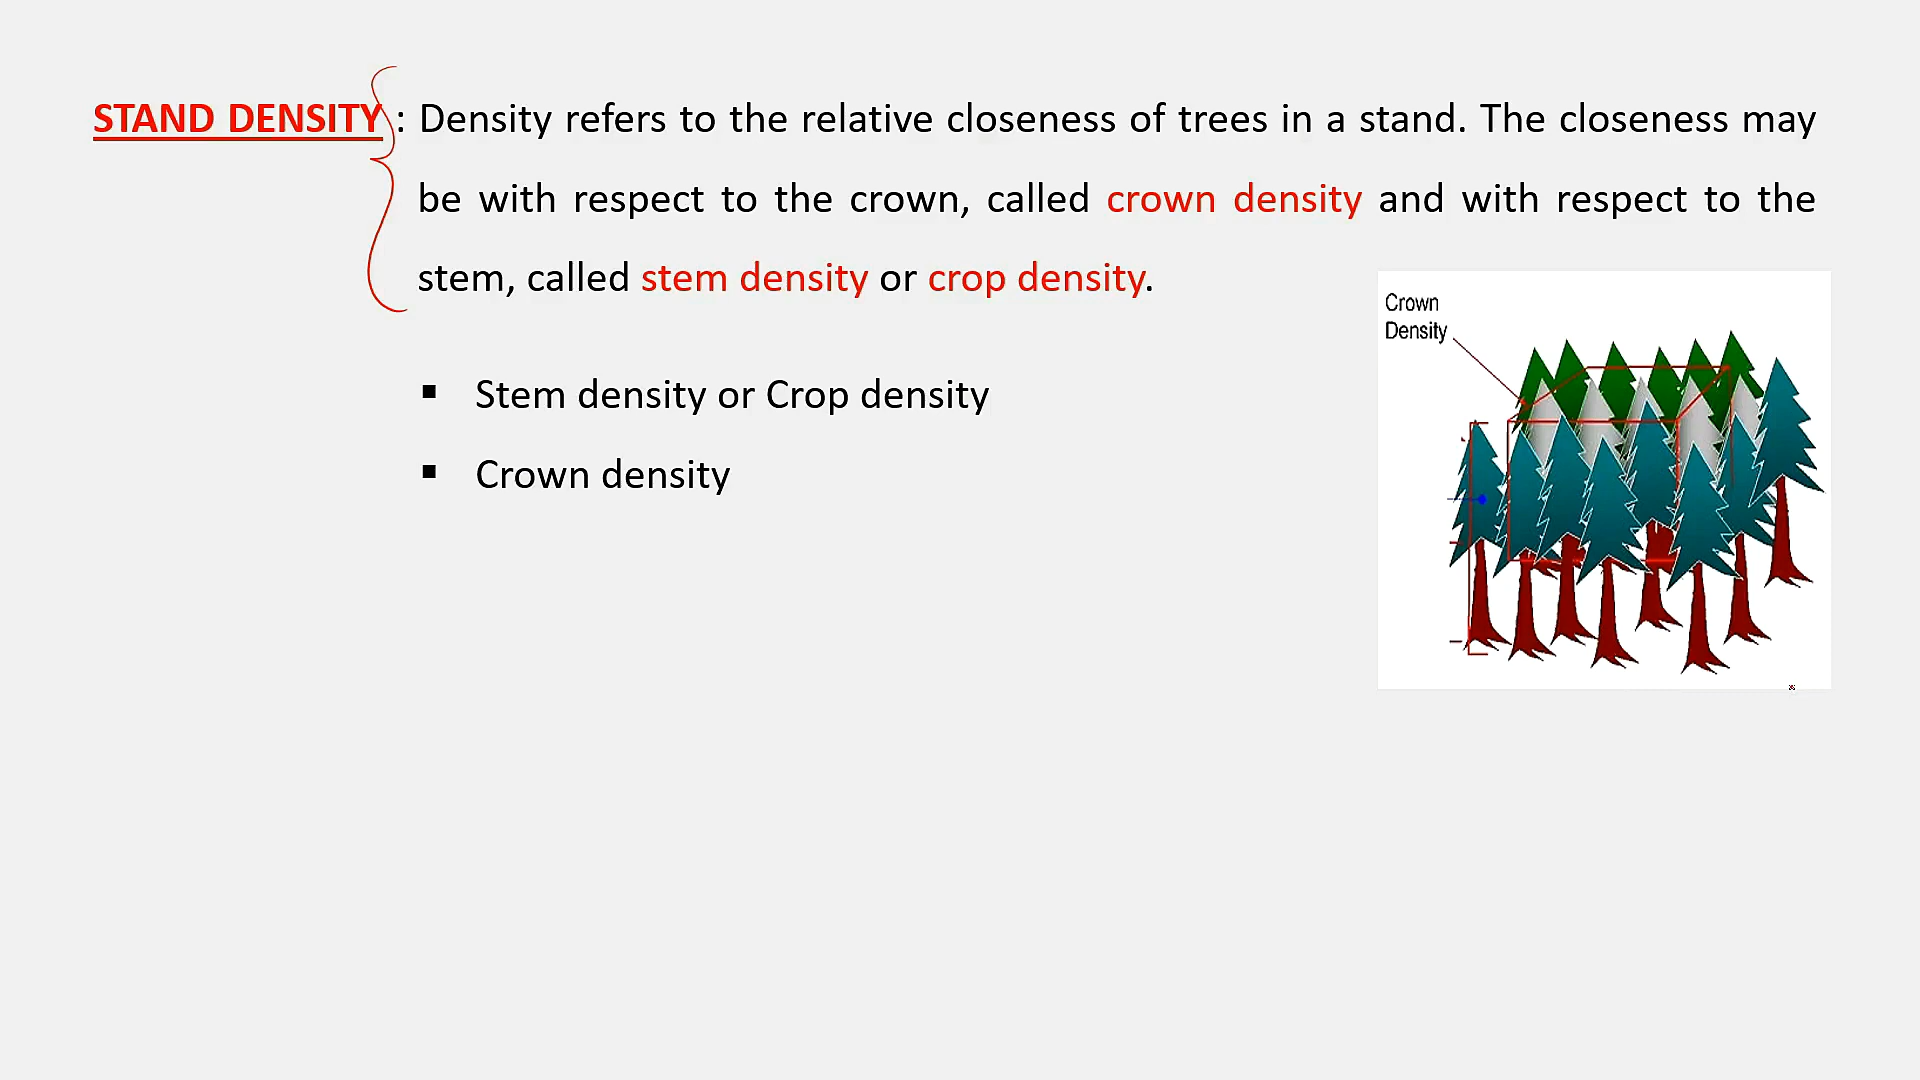 STAND DENSITY : Density refers to the relative closeness of trees in a stand. The closeness may
be with respect to the crown, called crown density and with respect to the
stem, called stem density or crop density.
▪ Stem density or Crop density
▪ Crown density
Crown
Density